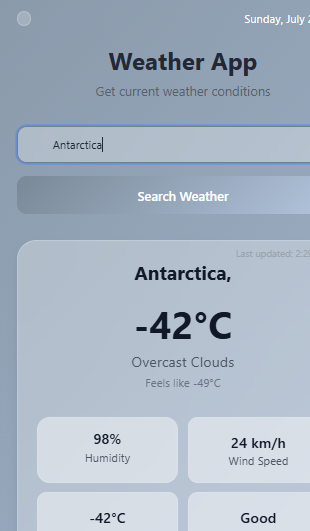 Sunday, July 2
Weather App
Get current weather conditions
Antarctica
Search Weather
Last updated: 2:2
Antarctica,
-42°C
Overcast Clouds
Feels like -49°C
98%
Humidity
24 km/h
Wind Speed
-42°C
Good